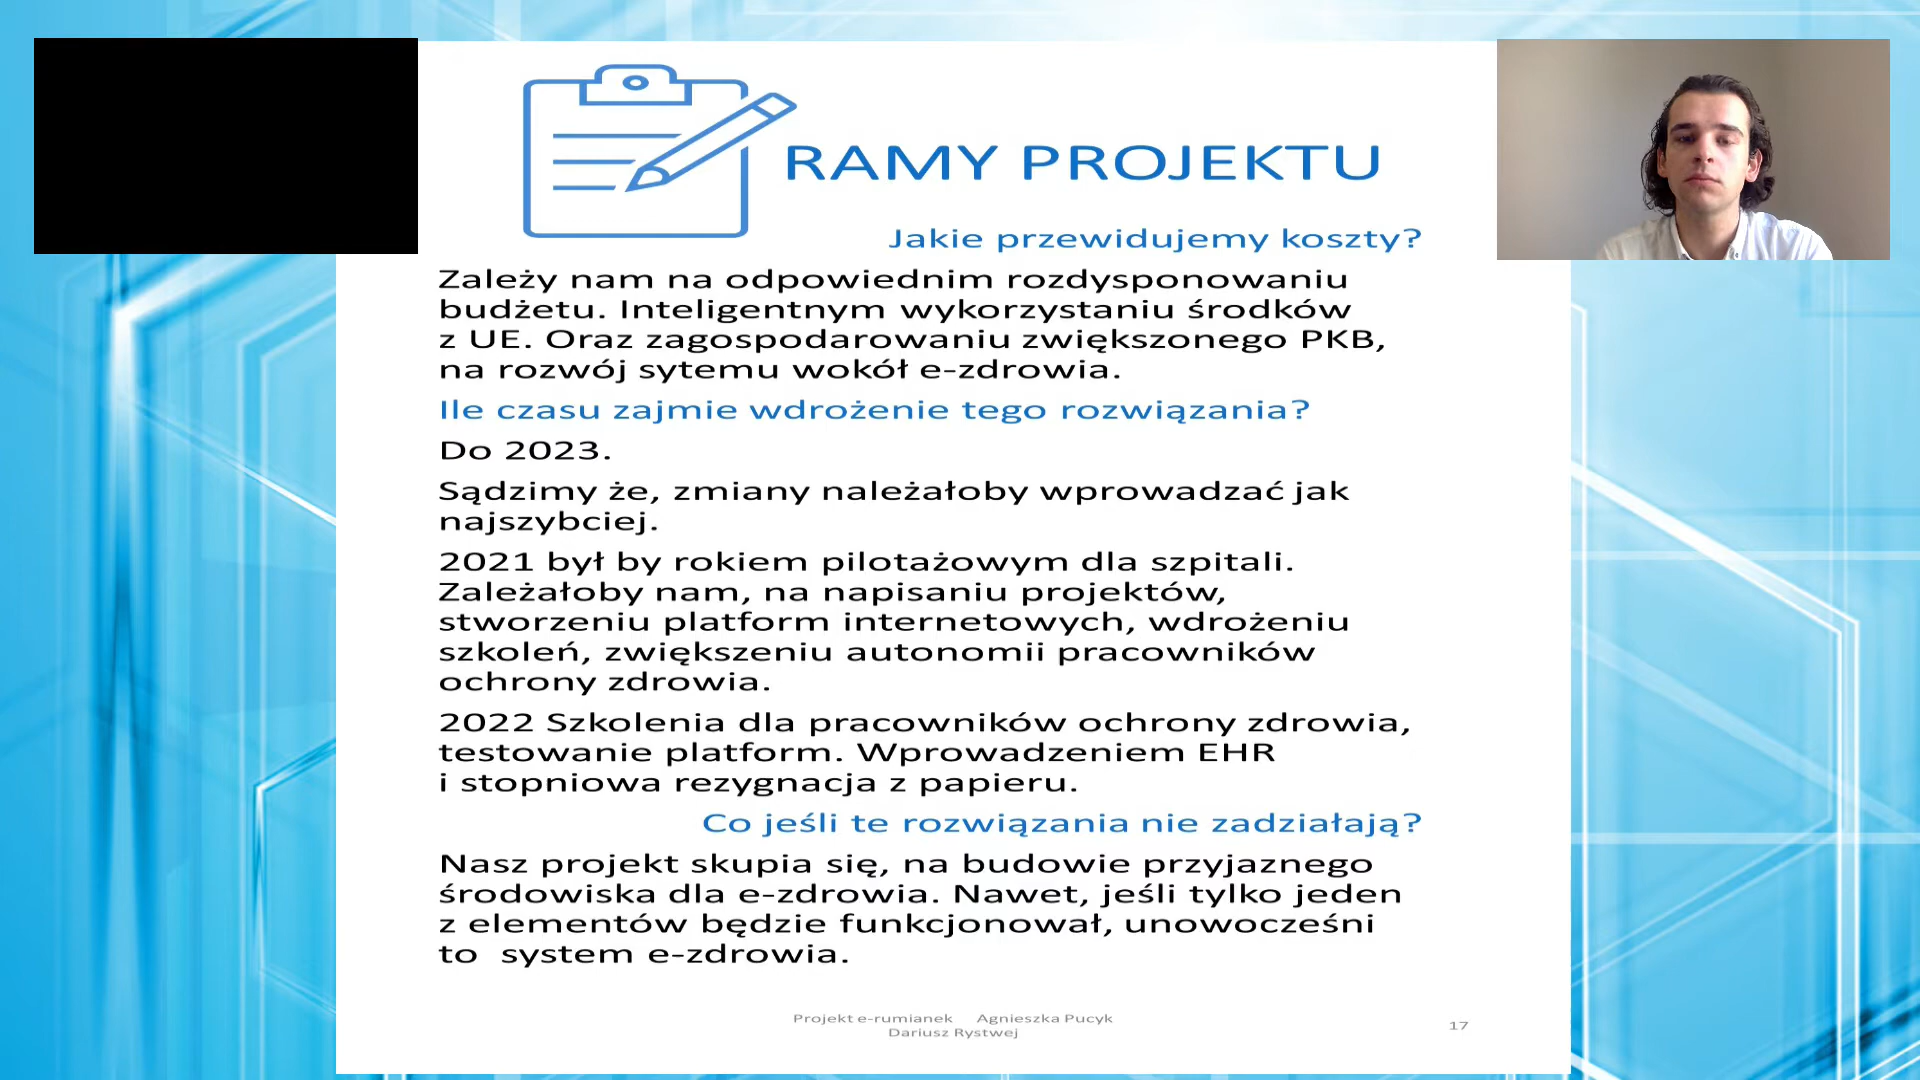 RAMY PROJEKTU
Jakie przewidujemy koszty?
Zależy nam na odpowiednim rozdysponowaniu
budżetu. Inteligentnym wykorzystaniu środków
z UE. Oraz zagospodarowaniu zwiększonego PKB,
na rozwój sytemu wokół e-zdrowia.
Ile czasu zajmie wdrożenie tego rozwiązania?
Do 2023.
Sądzimy że, zmiany należałoby wprowadzać jak
najszybciej.
2021 był by rokiem pilotażowym dla szpitali.
Zależałoby nam, na napisaniu projektów,
stworzeniu platform internetowych, wdrożeniu
szkoleń, zwiększeniu autonomii pracowników
ochrony zdrowia.
2022 Szkolenia dla pracowników ochrony zdrowia,
testowanie platform. Wprowadzeniem EHR
i stopniowa rezygnacja z papieru.
Co jeśli te rozwiązania nie zadziałają?
Nasz projekt skupia się, na budowie przyjaznego
środowiska dla e-zdrowia. Nawet, jeśli tylko jeden
z elementów będzie funkcjonował, unowocześni
to system e-zdrowia.
Projekt e-rumianek Agnieszka Pucyk
Dariusz Rystwej
17